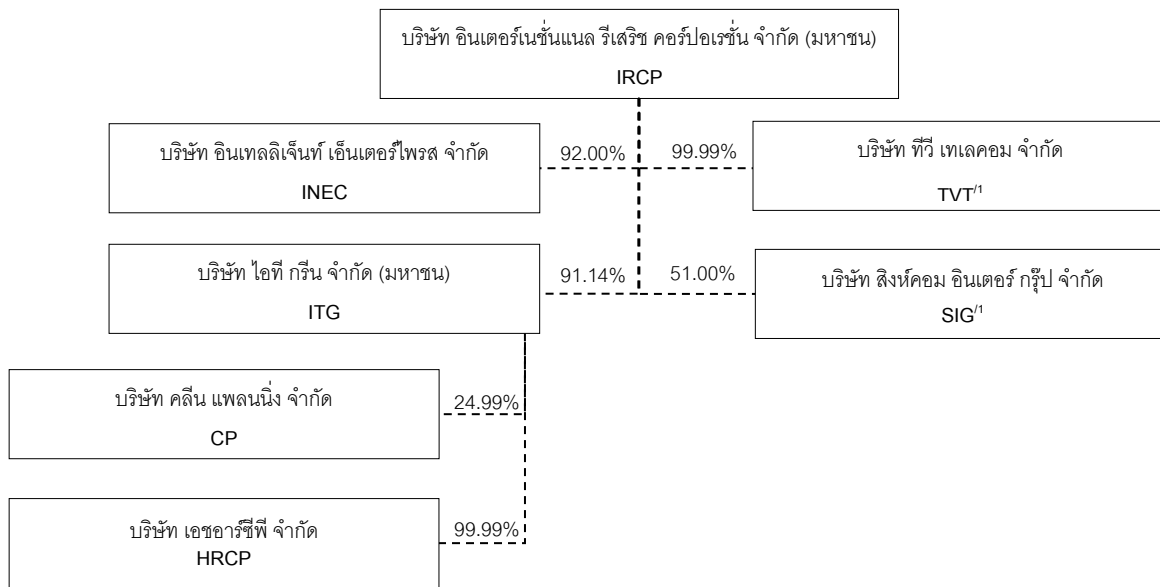 บริษัท อินเตอร์เนชั่นแนล รีเสริช คอร์ปอเรชั่น จำกัด (มหาชน)
IRCP
บริษัท อินเทลลิเจ็นท์ เอ็นเตอร์ไพรส จำกัด
INEC
92.00%
99.99%
บริษัท ทีวี เทเลคอม จำกัด
TVT/1
บริษัท ไอที กรีน จำกัด (มหาชน)
ITG
91.14%
51.00%
บริษัท สิงห์คอม อินเตอร์ กรุ๊ป จำกัด
SIG/1
บริษัท คลีน แพลนนิ่ง จำกัด
CP
24.99%
บริษัท เอชอาร์ซีพี จำกัด
HRCP
99.99%